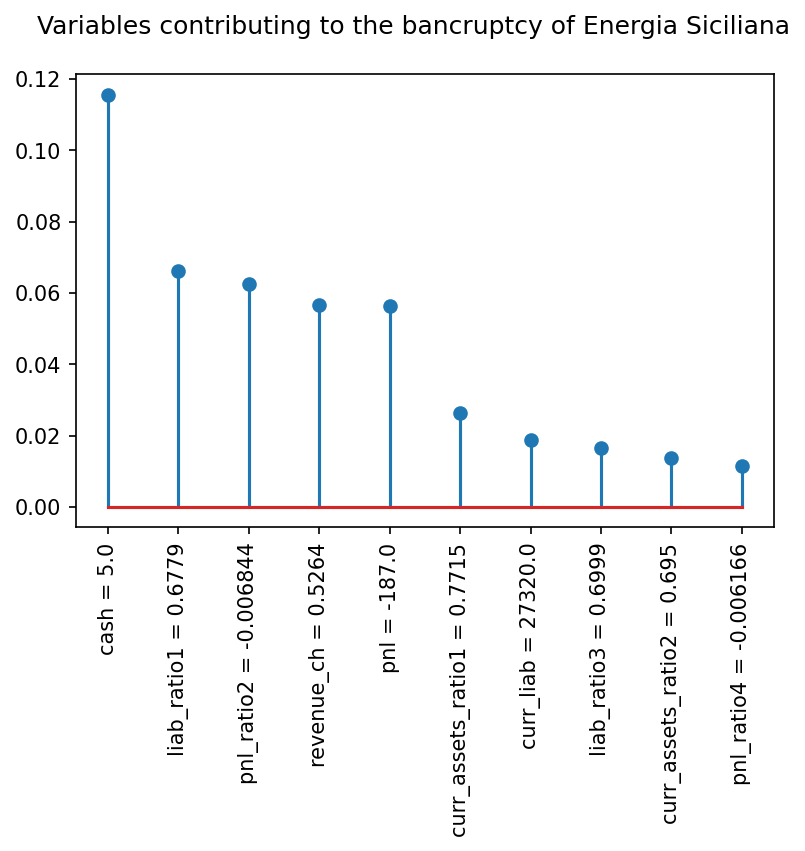 Variables contributing to the bancruptcy of Energia Siciliana
0.12
0.10
0.08
0.06
0.04
0.02
0.00
cash = 5.0
liab_ratio1 = 0.6779
pnl_ratio2 = -0.006844
revenue_ch = 0.5264
pnl = -187.0
curr_assets_ratio1 = 0.7715
curr_liab = 27320.0
liab_ratio3 = 0.6999
curr_assets_ratio2 = 0.695
pnl_ratio4 = -0.006166